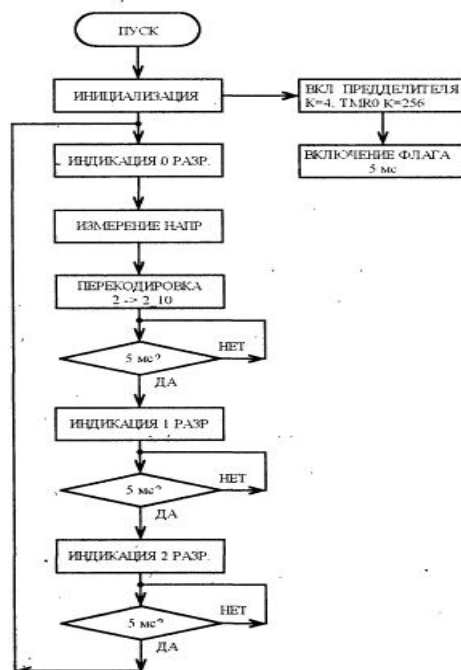 ПУСК
ИНИЦИАЛИЗАЦИЯ
ВКЛ ПРЕДДЕЛИТЕЛЯ
К=4, TMR0 К=256
ВКЛЮЧЕНИЕ ФЛАГА
5 мс
ИНДИКАЦИЯ 0 РАЗР.
ИЗМЕРЕНИЕ НАПР
ПЕРЕКОДИРОВКА
2 -> 2_10
5 мс?
НЕТ
ДА
ИНДИКАЦИЯ 1 РАЗР
5 мс?
НЕТ
ДА
ИНДИКАЦИЯ 2 РАЗР.
5 мс?
НЕТ
ДА